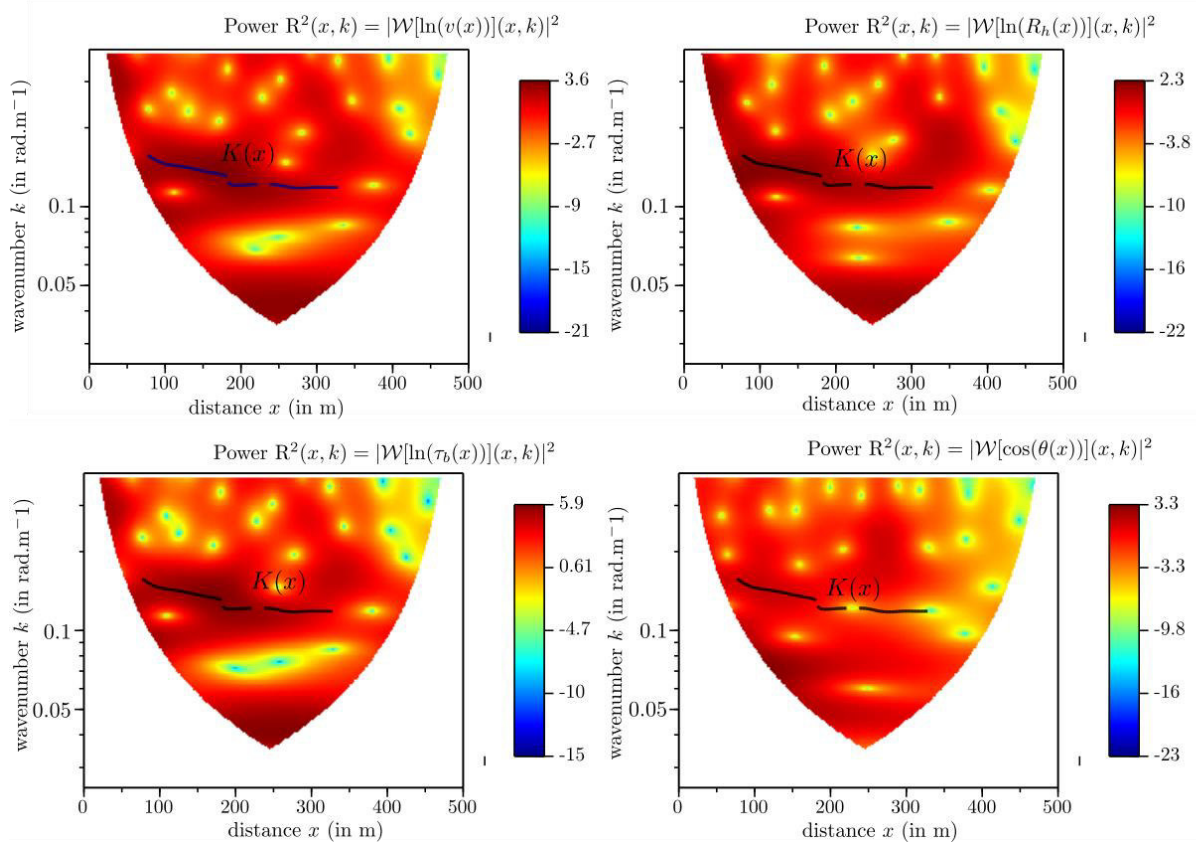 Power R²(x, k) = |𝒲[ln(v(x))](x, k)|²
wavenumber k (in rad.m⁻¹)
0.1
0.05
K(x)
3.6
-2.7
-9
-15
-21
0 100 200 300 400 500
distance x (in m)
Power R²(x, k) = |𝒲[ln(R_h(x))](x, k)|²
wavenumber k (in rad.m⁻¹)
0.1
0.05
K(x)
2.3
-3.8
-10
-16
-22
0 100 200 300 400 500
distance x (in m)
Power R²(x, k) = |𝒲[ln(τ_b(x))](x, k)|²
wavenumber k (in rad.m⁻¹)
0.1
0.05
K(x)
5.9
0.61
-4.7
-10
-15
0 100 200 300 400 500
distance x (in m)
Power R²(x, k) = |𝒲[cos(θ(x))](x, k)|²
wavenumber k (in rad.m⁻¹)
0.1
0.05
K(x)
3.3
-3.3
-9.8
-16
-23
0 100 200 300 400 500
distance x (in m)